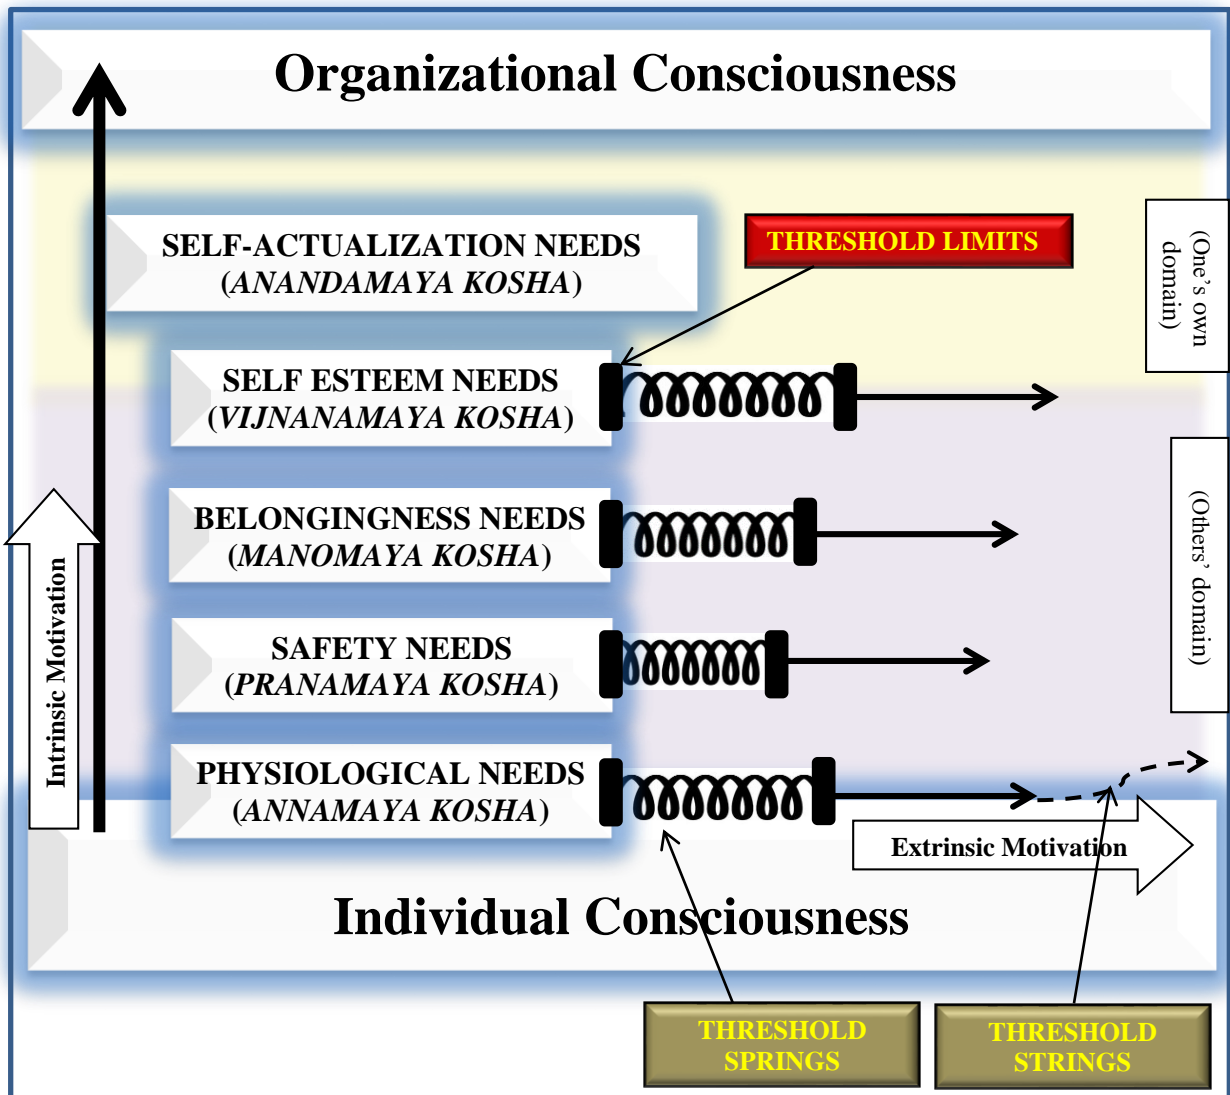 Organizational Consciousness
SELF-ACTUALIZATION NEEDS
(ANANDAMAYA KOSHA)
THRESHOLD LIMITS
(One's own
domain)
SELF ESTEEM NEEDS
(VIJNANAMAYA KOSHA)
BELONGINGNESS NEEDS
(MANOMAYA KOSHA)
(Others' domain)
Intrinsic Motivation
SAFETY NEEDS
(PRANAMAYA KOSHA)
PHYSIOLOGICAL NEEDS
(ANNAMAYA KOSHA)
Extrinsic Motivation
Individual Consciousness
THRESHOLD
SPRINGS
THRESHOLD
STRINGS